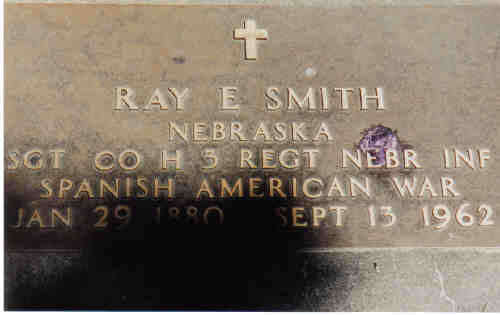 RAY E SMITH
NEBRASKA
SGT CO H 3 REGT NEBR INF
SPANISH AMERICAN WAR
JAN 29 1880 SEPT 13 1962